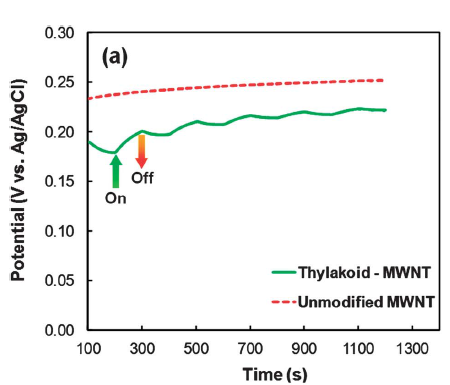 (a)
Potential (V vs. Ag/AgCl)
0.30
0.25
0.20
0.15
0.10
0.05
0.00
On
Off
Thylakoid - MWNT
Unmodified MWNT
100 300 500 700 900 1100 1300
Time (s)